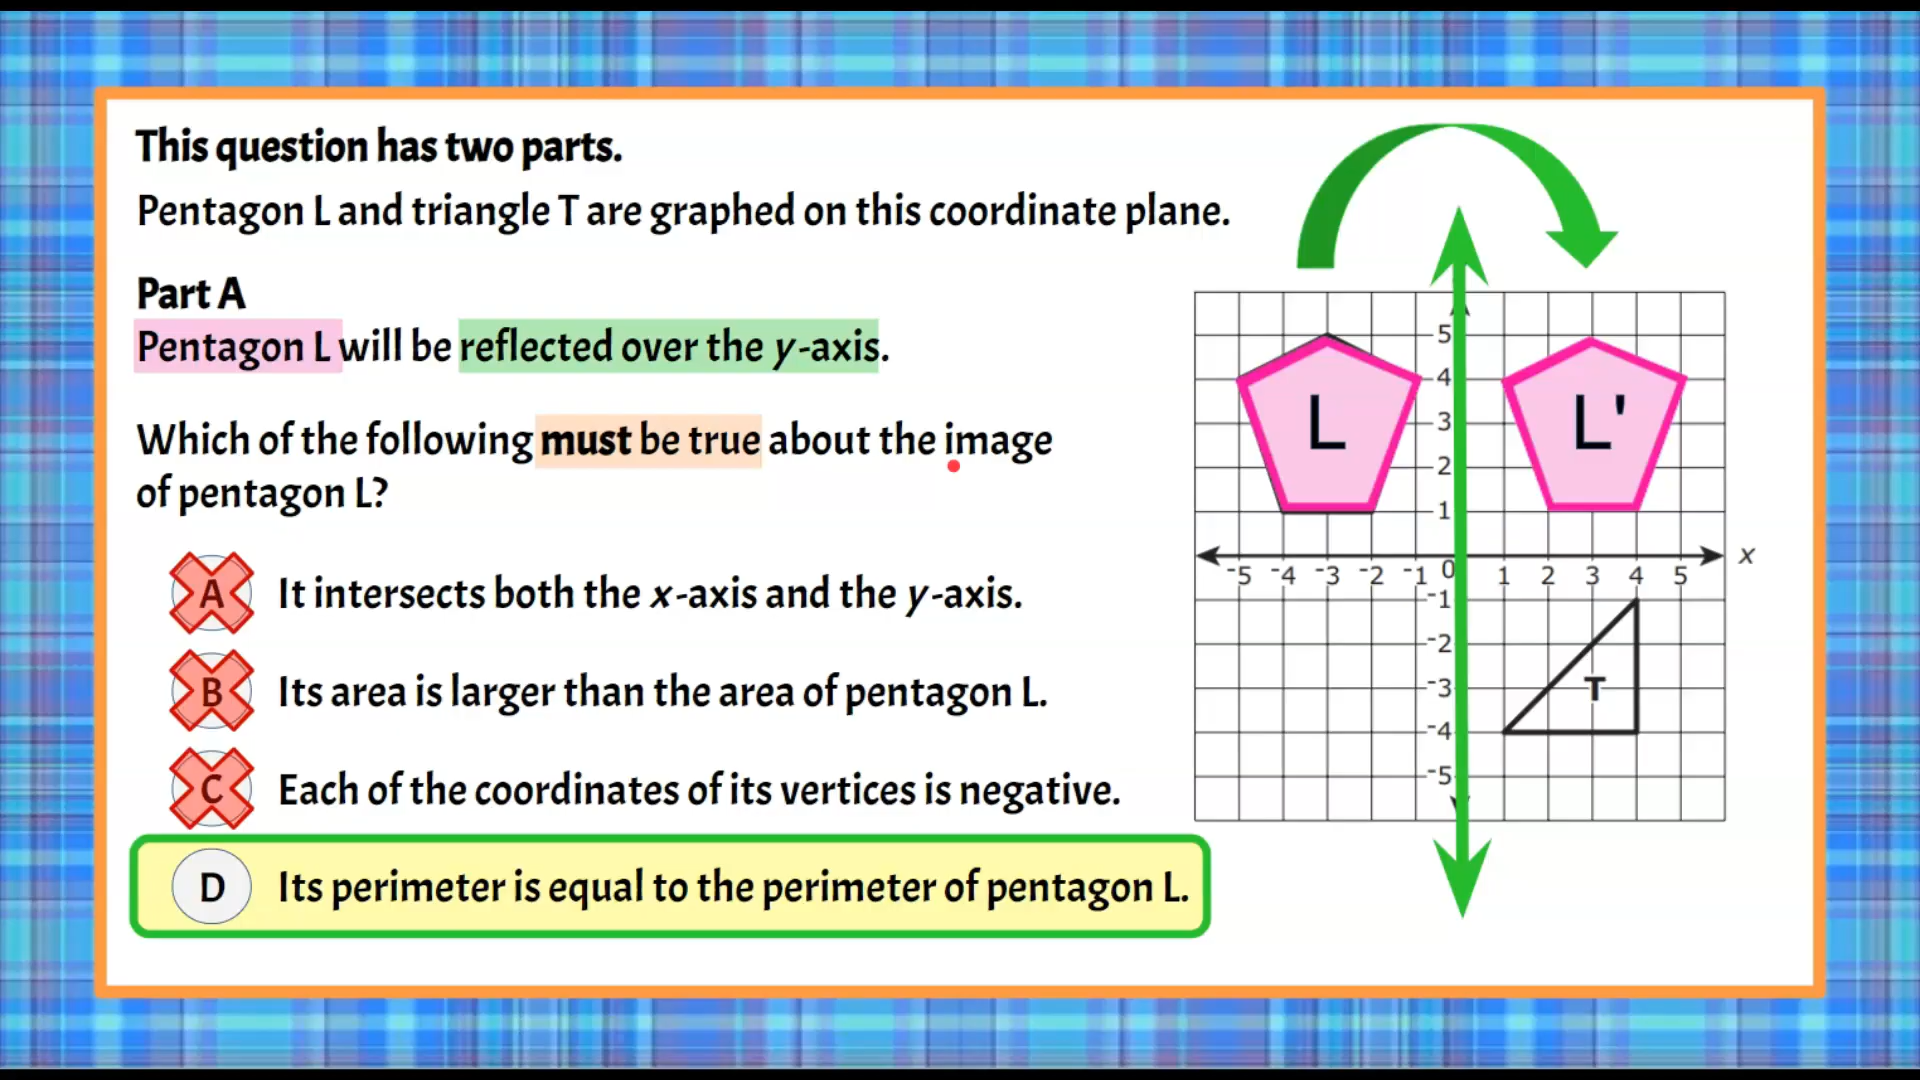 This question has two parts.
Pentagon L and triangle T are graphed on this coordinate plane.
Part A
Pentagon L will be reflected over the y-axis.
Which of the following must be true about the image
of pentagon L?
A It intersects both the x-axis and the y-axis.
B Its area is larger than the area of pentagon L.
C Each of the coordinates of its vertices is negative.
D Its perimeter is equal to the perimeter of pentagon L.
5
4
L L'
3
2
1
x
-5 -4 -3 -2 -1 0 1 2 3 4 5
-1
-2
-3 T
-4
-5